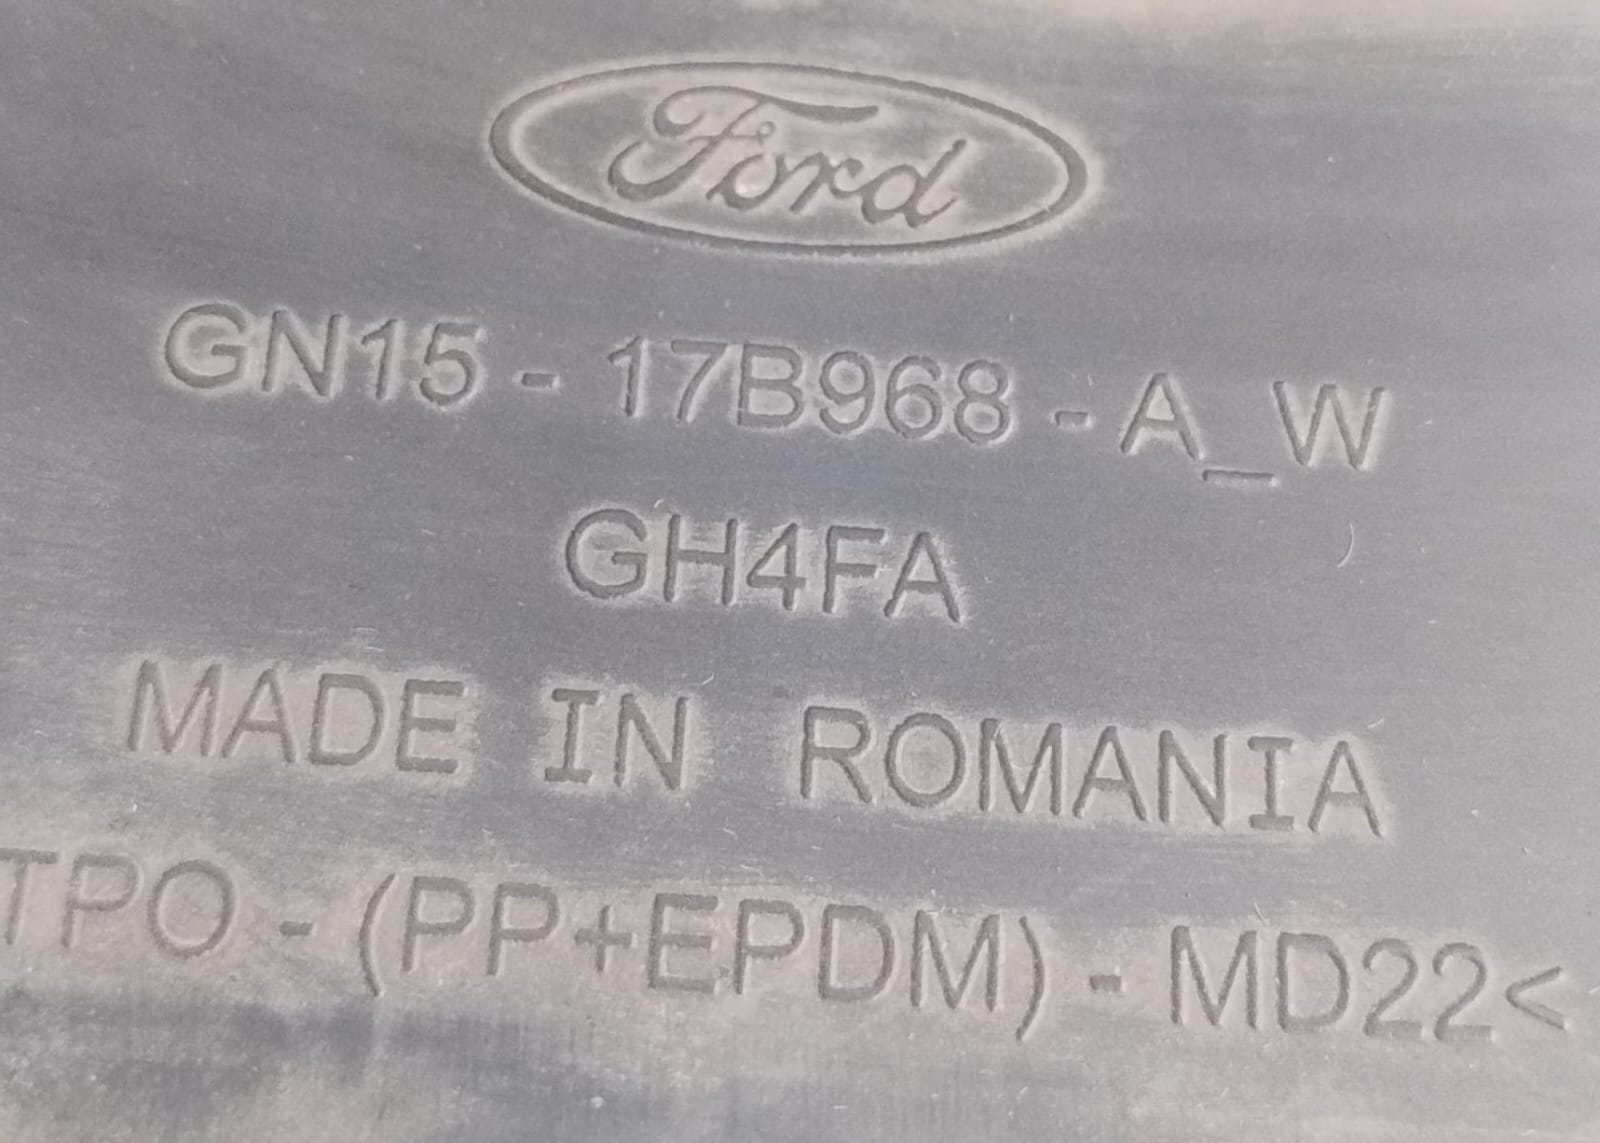 Ford
GN15 - 17B968 - A_W
GH4FA
MADE IN ROMANIA
TPO - (PP+EPDM) - MD22<